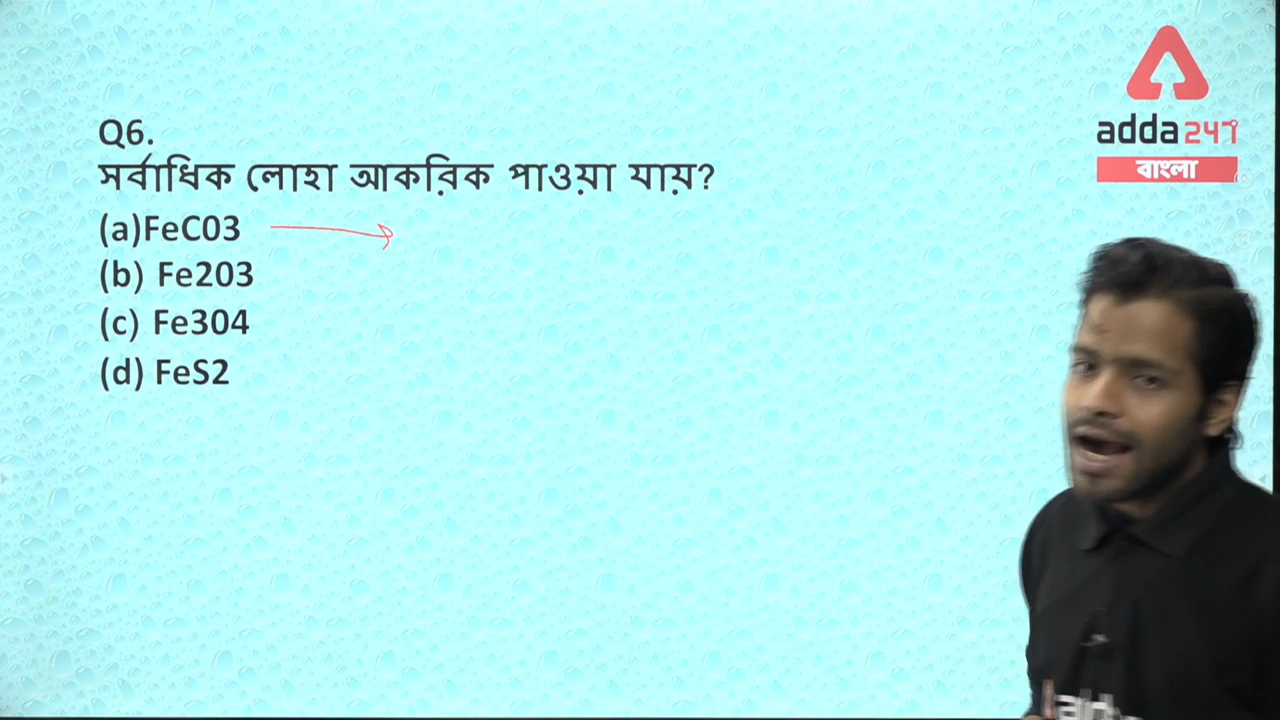 Q6.
সর্বাধিক লোহা আকরিক পাওয়া যায়?
(a)FeC03
(b) Fe203
(c) Fe304
(d) FeS2
adda247
বাংলা